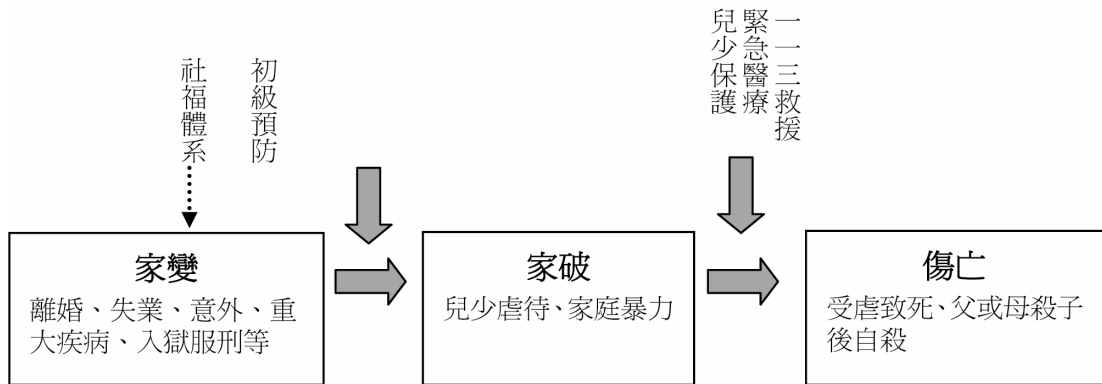 一一三救援
緊急醫療
兒少保護
初級預防
社福體系
家變
離婚、失業、意外、重
大疾病、入獄服刑等
家破
兒少虐待、家庭暴力
傷亡
受虐致死、父或母殺子
後自殺